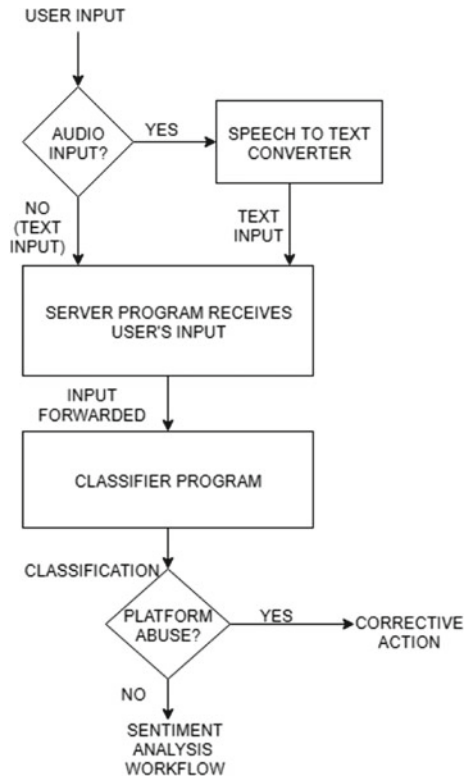 USER INPUT
AUDIO
INPUT?
YES
SPEECH TO TEXT
CONVERTER
NO
(TEXT
INPUT)
TEXT
INPUT
SERVER PROGRAM RECEIVES
USER'S INPUT
INPUT
FORWARDED
CLASSIFIER PROGRAM
CLASSIFICATION
PLATFORM
ABUSE?
YES
CORRECTIVE
ACTION
NO
SENTIMENT
ANALYSIS
WORKFLOW